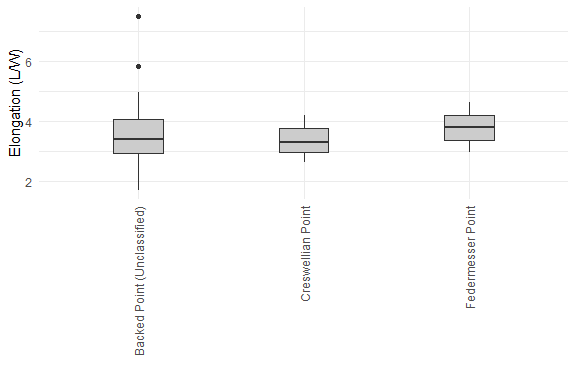 Elongation (L/W)
6
4
2
Backed Point (Unclassified)
Creswellian Point
Federmesser Point